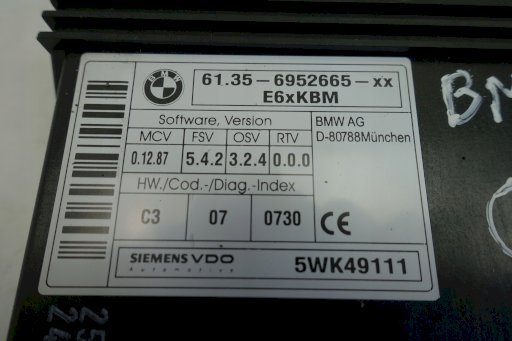 BMW
61.35-6952665-xx
E6xKBM
Software, Version
MCV FSV OSV RTV
0.12.87 5.4.2 3.2.4 0.0.0
BMW AG
D-80788München
HW./Cod.-/Diag.-Index
C3 07 0730
CE
SIEMENS VDO
Automotive
5WK49111